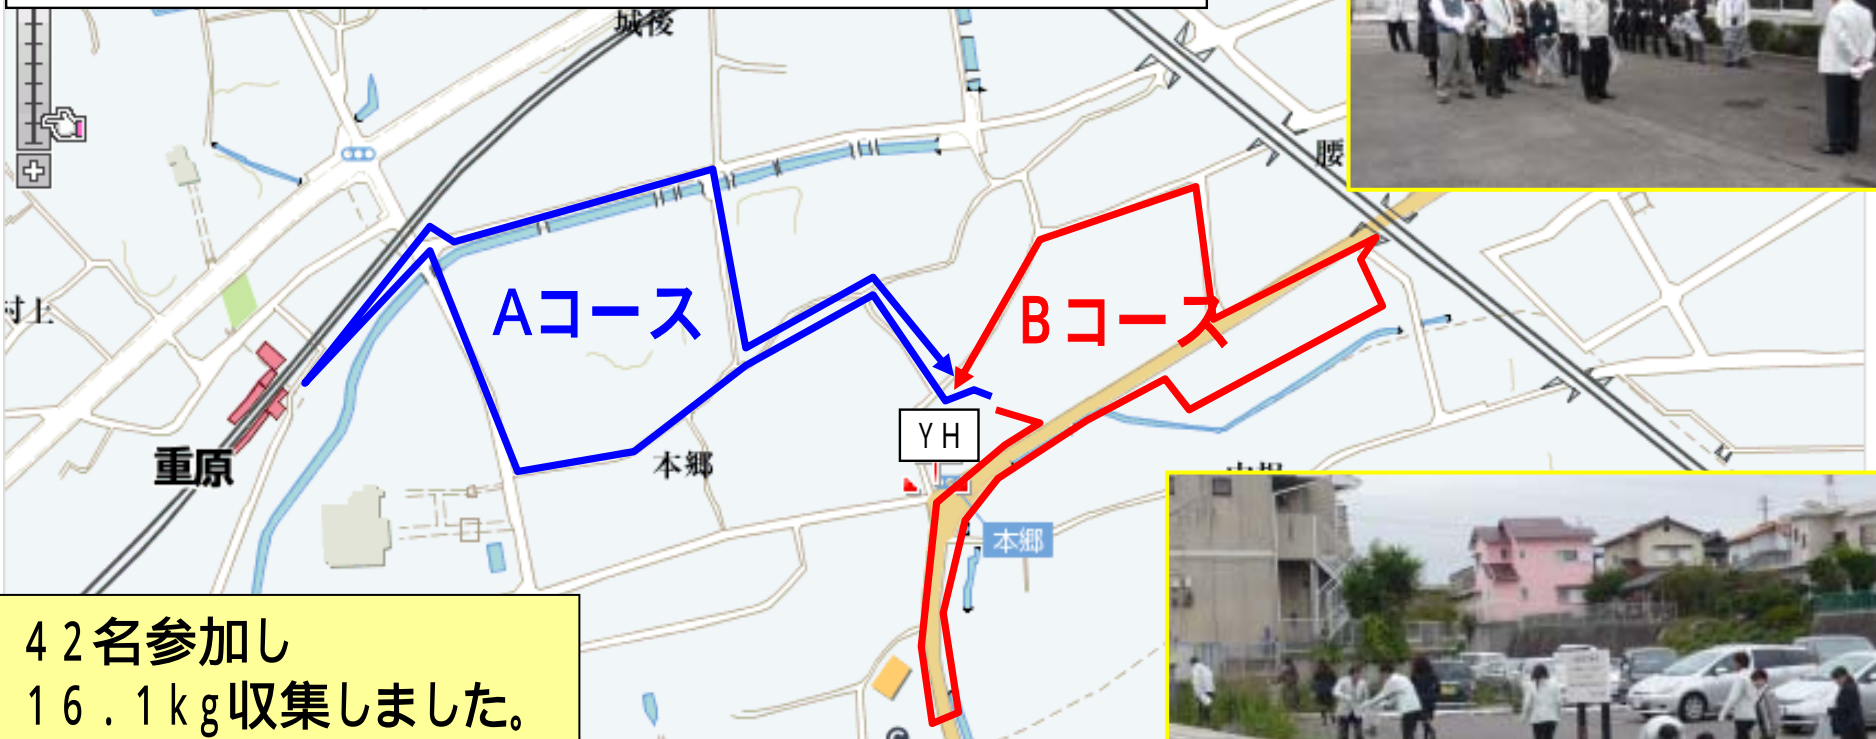 城後
腰
村上
Aコース
Bコース
YH
重原
本郷
本郷
42名参加し
16.1kg収集しました。